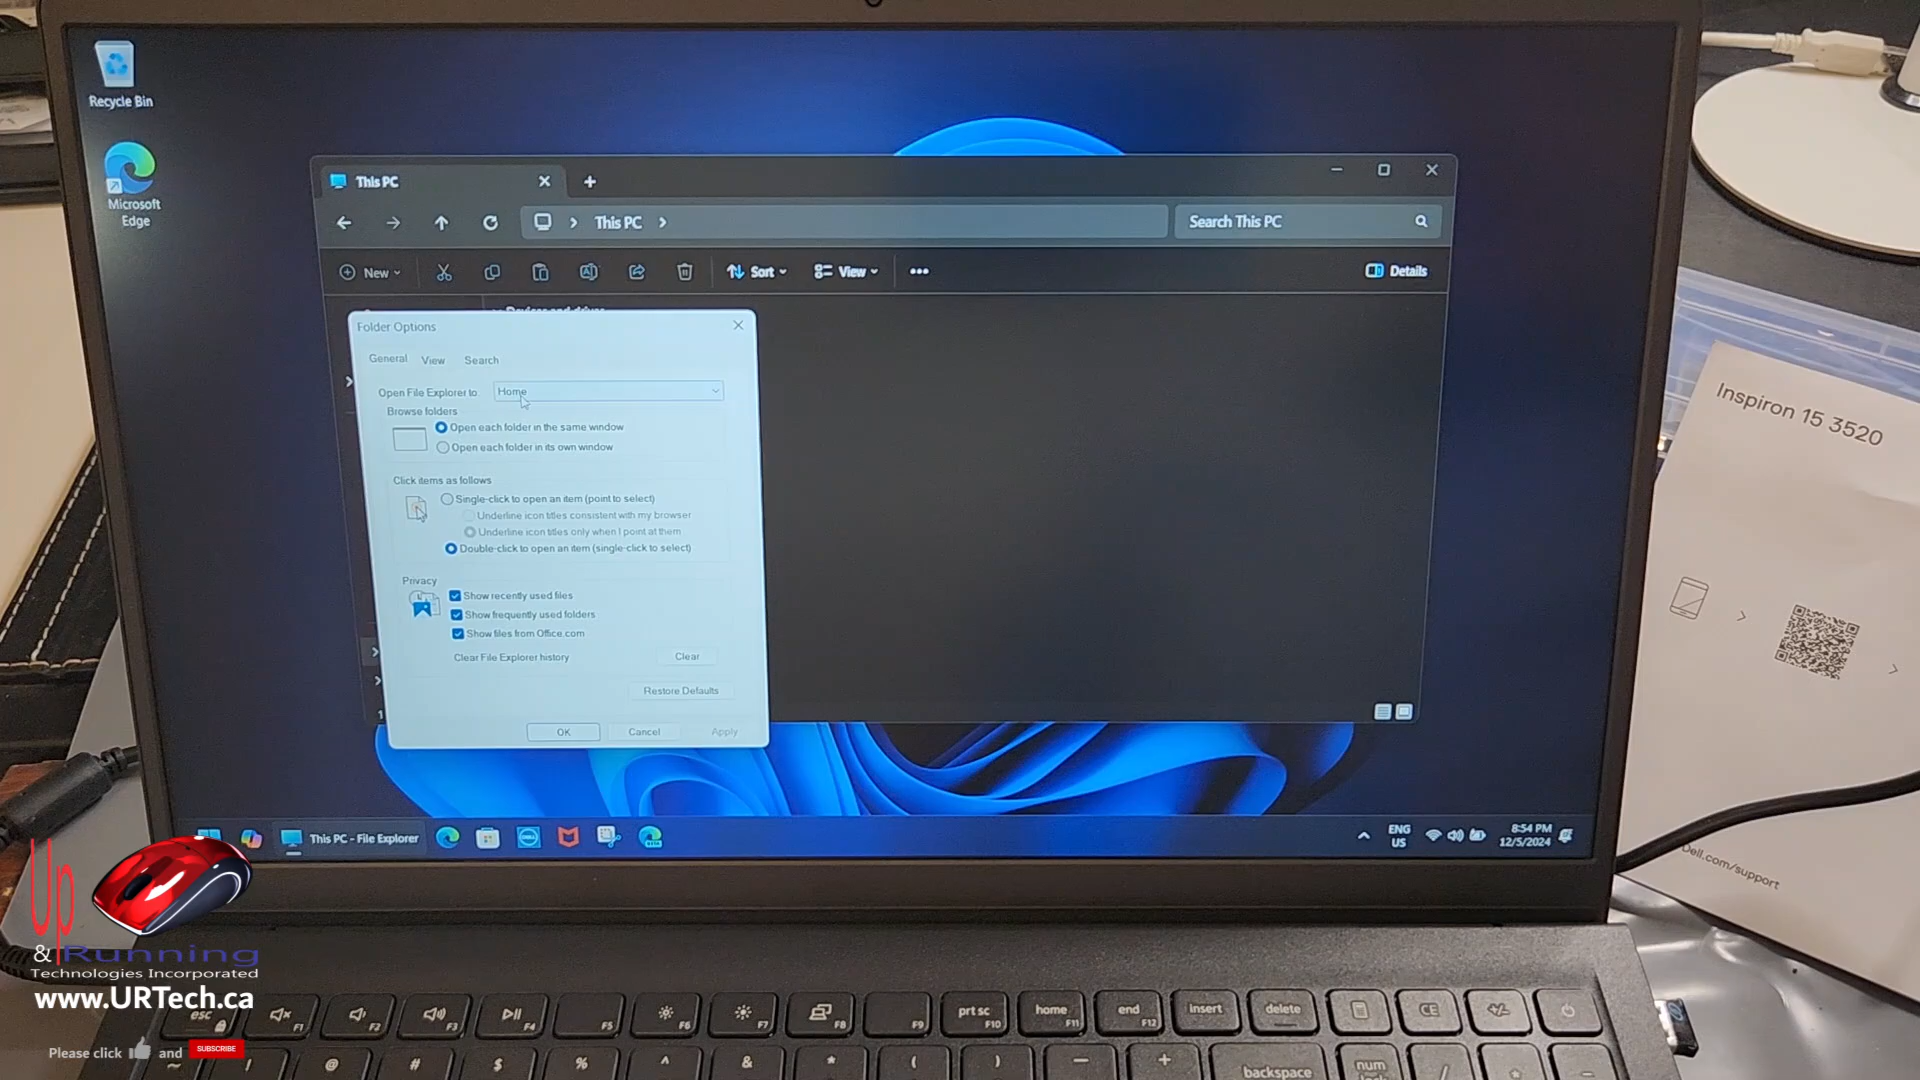 Recycle Bin
Microsoft
Edge
This PC
This PC
Search This PC
New
Sort
View
Details
Devices and drives
Folder Options
General View Search
Open File Explorer to: Home
Browse folders
Open each folder in the same window
Open each folder in its own window
Click items as follows
Single-click to open an item (point to select)
Underline icon titles consistent with my browser
Underline icon titles only when I point at them
Double-click to open an item (single-click to select)
Privacy
Show recently used files
Show frequently used folders
Show files from Office.com
Clear File Explorer history
Clear
Restore Defaults
OK Cancel Apply
Inspiron 15 3520
Dell.com/support
This PC - File Explorer
DELL
ENG
US
8:54 PM
12/5/2024
Up
& Running
Technologies Incorporated
www.URTech.ca
Please click and SUBSCRIBE
esc F1 F2 F3 F4 F5 F6 F7 F8 F9 prt sc F10 home F11 end F12 insert delete CE
! @ # $ % ^ & * ( ) — + backspace num / * -